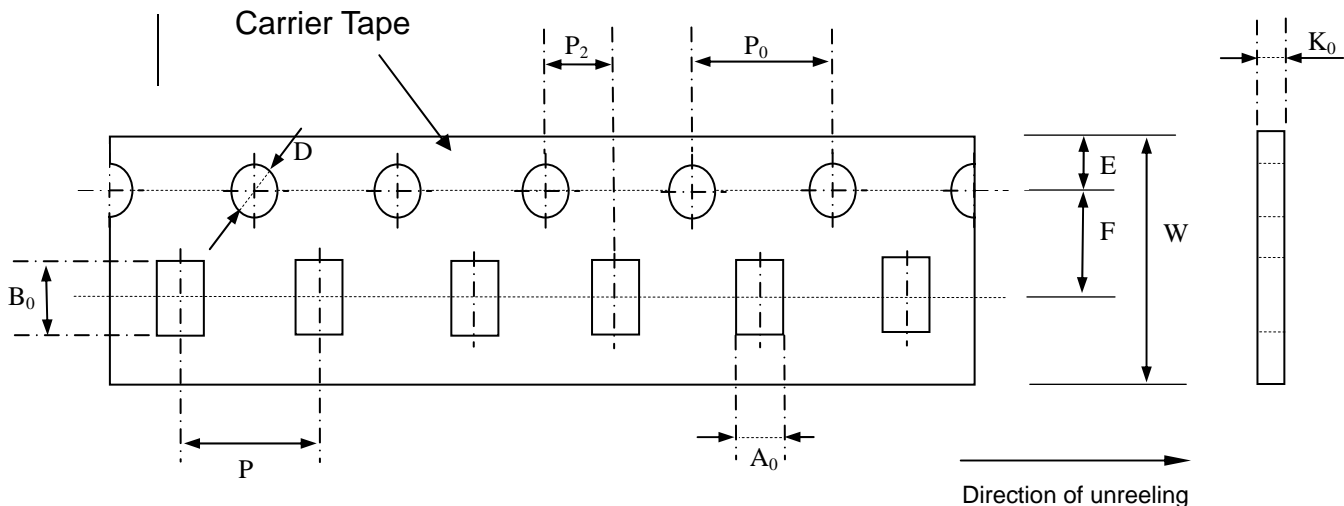 Carrier Tape
P₂
P₀
K₀
D
E
F
W
B₀
P
A₀
Direction of unreeling